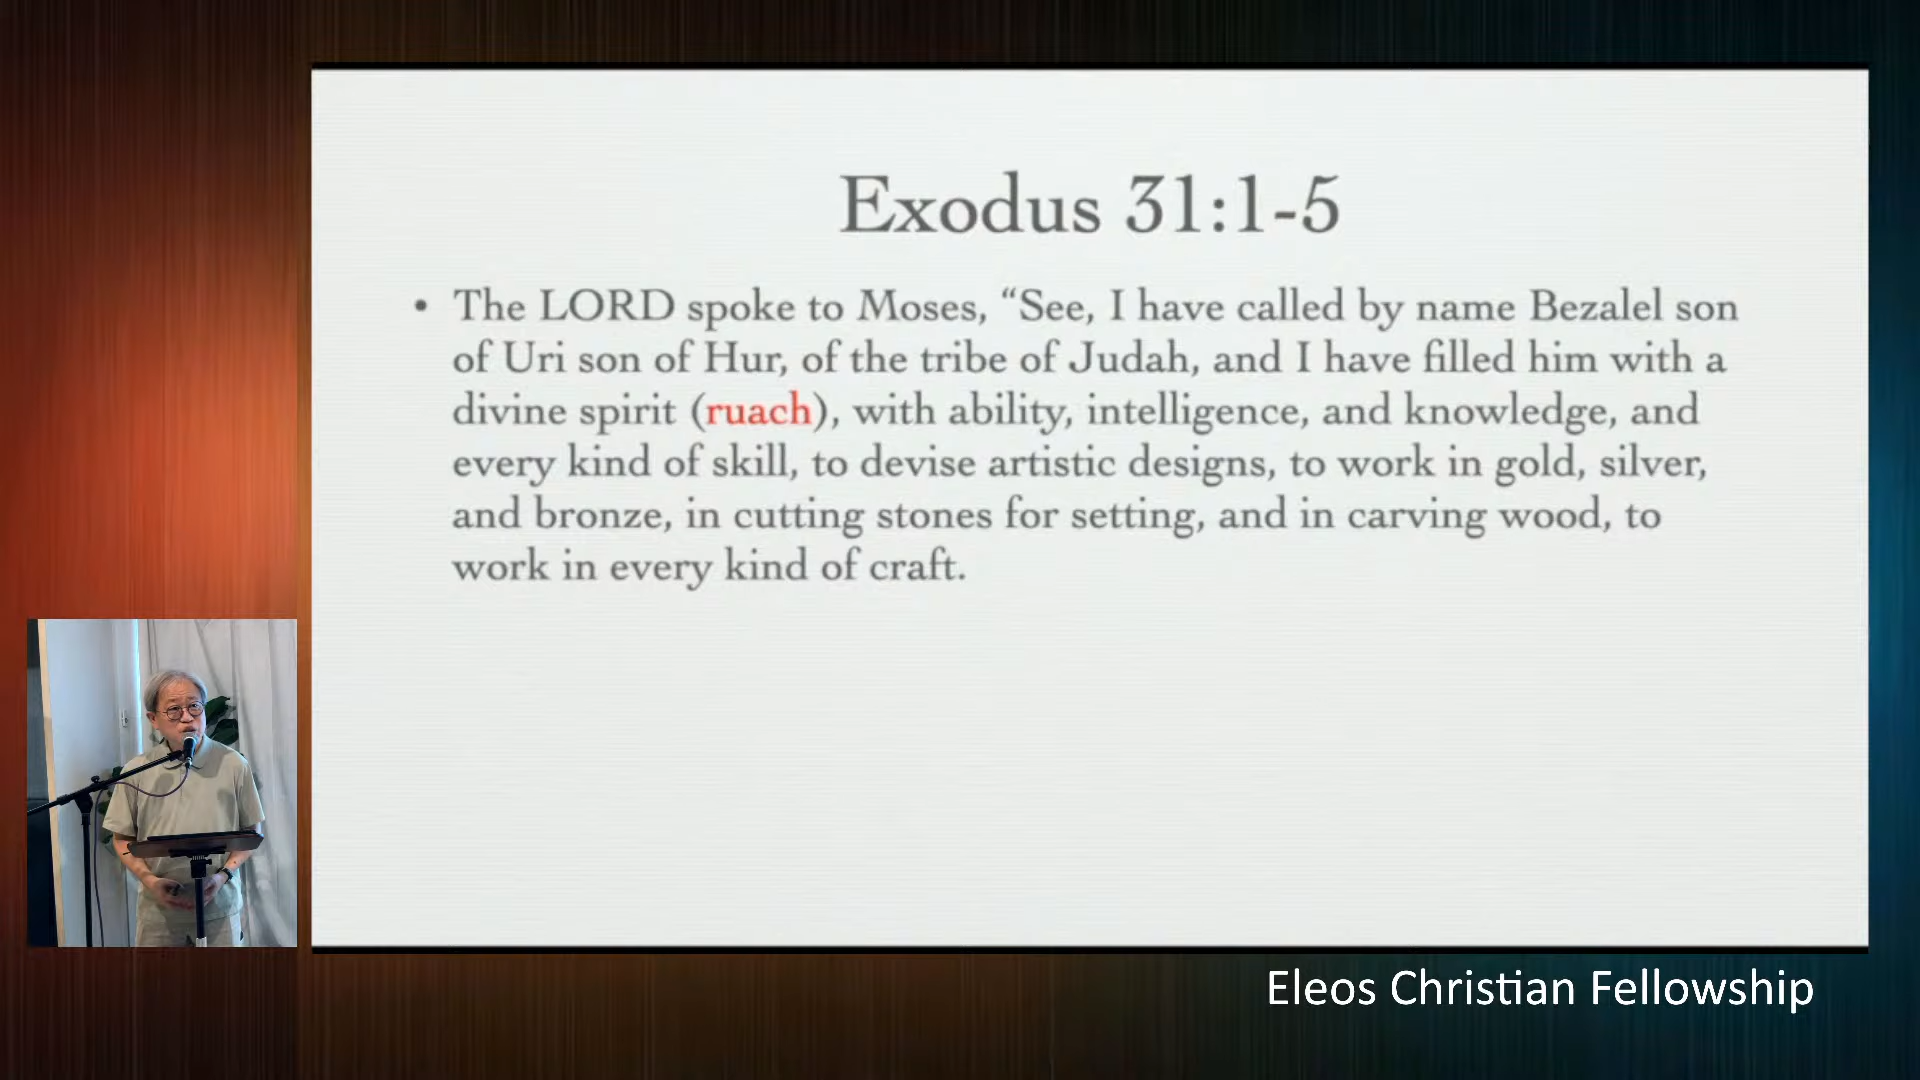 Exodus 31:1-5
• The LORD spoke to Moses, “See, I have called by name Bezalel son
of Uri son of Hur, of the tribe of Judah, and I have filled him with a
divine spirit (ruach), with ability, intelligence, and knowledge, and
every kind of skill, to devise artistic designs, to work in gold, silver,
and bronze, in cutting stones for setting, and in carving wood, to
work in every kind of craft.
Eleos Christian Fellowship